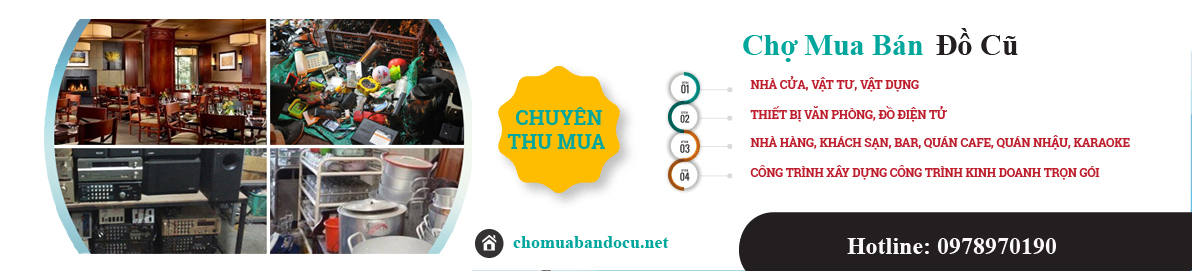 Chợ Mua Bán Đồ Cũ
CHUYÊN
THU MUA
01
NHÀ CỬA, VẬT TƯ, VẬT DỤNG
02
THIẾT BỊ VĂN PHÒNG, ĐỒ ĐIỆN TỬ
03
NHÀ HÀNG, KHÁCH SẠN, BAR, QUÁN CAFE, QUÁN NHẬU, KARAOKE
04
CÔNG TRÌNH XÂY DỰNG CÔNG TRÌNH KINH DOANH TRỌN GÓI
chomuabandocu.net
Hotline: 0978970190